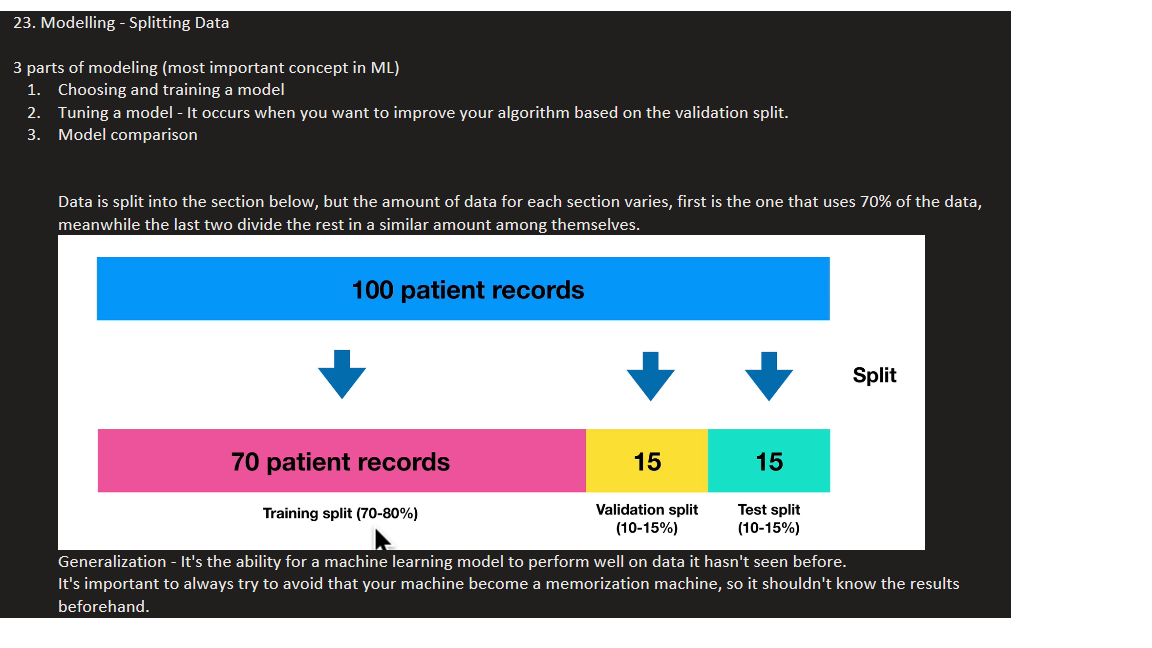 23. Modelling - Splitting Data
3 parts of modeling (most important concept in ML)
1. Choosing and training a model
2. Tuning a model - It occurs when you want to improve your algorithm based on the validation split.
3. Model comparison
Data is split into the section below, but the amount of data for each section varies, first is the one that uses 70% of the data,
meanwhile the last two divide the rest in a similar amount among themselves.
100 patient records
Split
70 patient records
15
15
Training split (70-80%)
Validation split
(10-15%)
Test split
(10-15%)
Generalization - It's the ability for a machine learning model to perform well on data it hasn't seen before.
It's important to always try to avoid that your machine become a memorization machine, so it shouldn't know the results
beforehand.